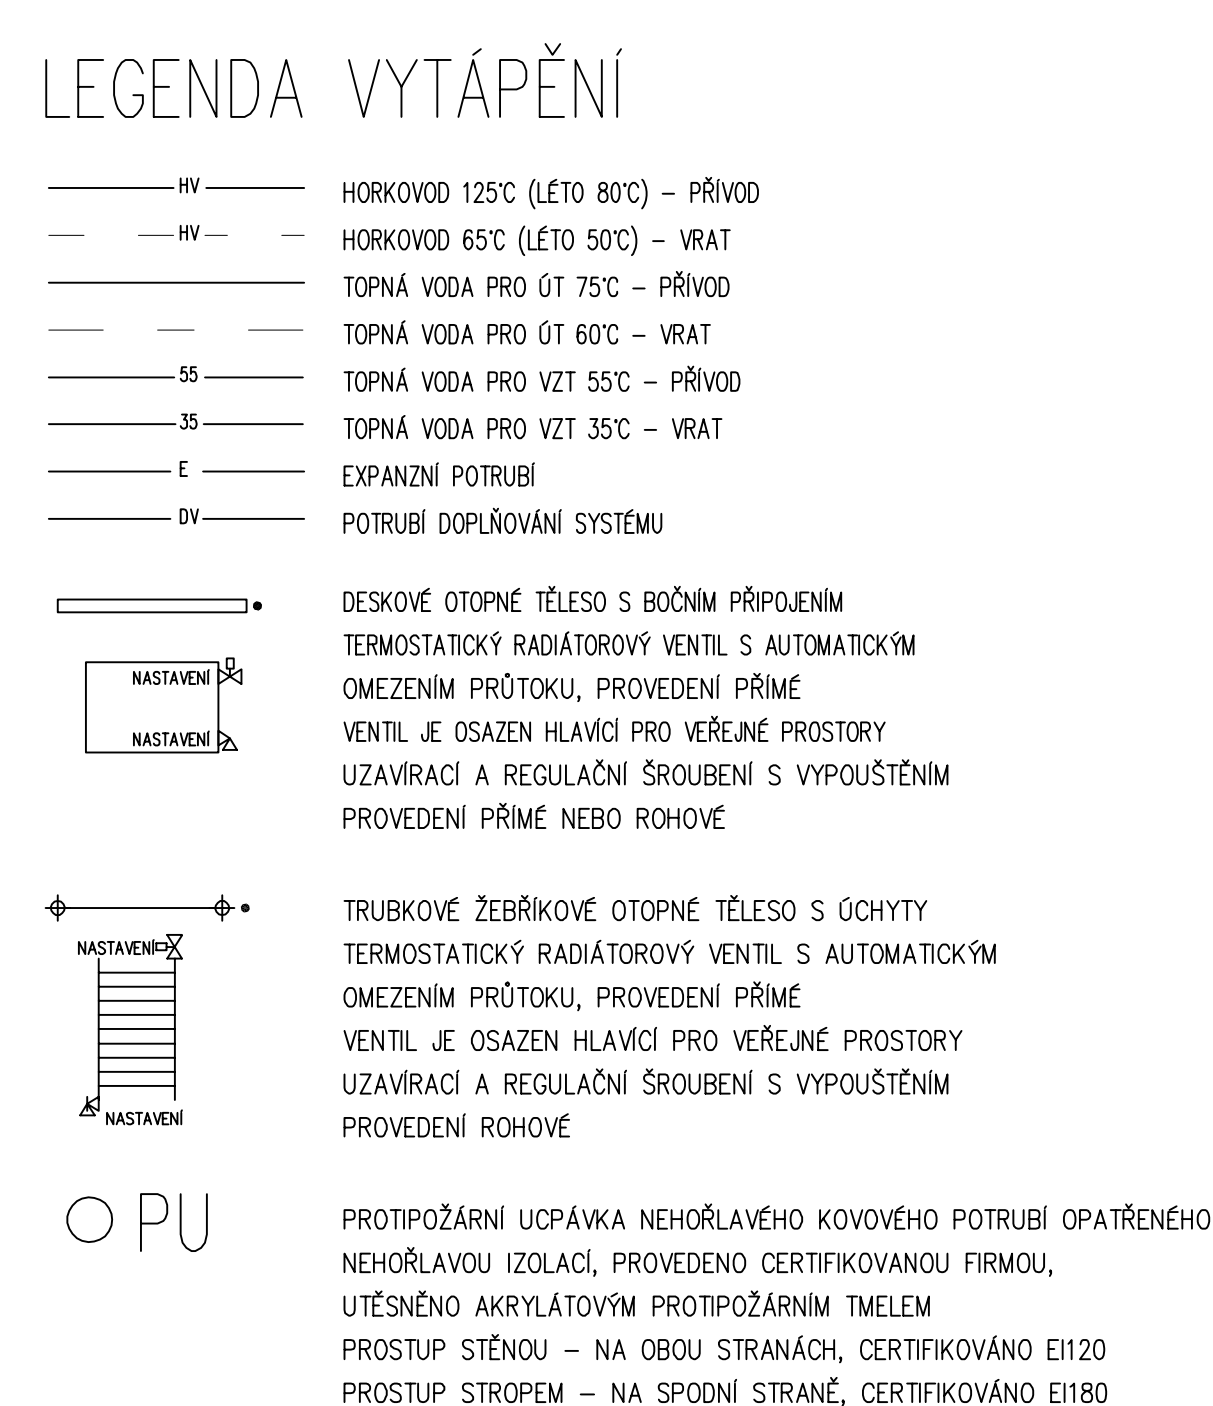 LEGENDA VYTÁPĚNÍ
HV HORKOVOD 125°C (LÉTO 80°C) – PŘÍVOD
HV HORKOVOD 65°C (LÉTO 50°C) – VRAT
TOPNÁ VODA PRO ÚT 75°C – PŘÍVOD
TOPNÁ VODA PRO ÚT 60°C – VRAT
55 TOPNÁ VODA PRO VZT 55°C – PŘÍVOD
35 TOPNÁ VODA PRO VZT 35°C – VRAT
E EXPANZNÍ POTRUBÍ
DV POTRUBÍ DOPLŇOVÁNÍ SYSTÉMU
DESKOVÉ OTOPNÉ TĚLESO S BOČNÍM PŘIPOJENÍM
TERMOSTATICKÝ RADIÁTOROVÝ VENTIL S AUTOMATICKÝM
NASTAVENÍ OMEZENÍM PRŮTOKU, PROVEDENÍ PŘÍMÉ
NASTAVENÍ VENTIL JE OSAZEN HLAVÍCÍ PRO VEŘEJNÉ PROSTORY
UZAVÍRACÍ A REGULAČNÍ ŠROUBENÍ S VYPOUŠTĚNÍM
PROVEDENÍ PŘÍMÉ NEBO ROHOVÉ
TRUBKOVÉ ŽEBŘÍKOVÉ OTOPNÉ TĚLESO S ÚCHYTY
NASTAVENÍ TERMOSTATICKÝ RADIÁTOROVÝ VENTIL S AUTOMATICKÝM
OMEZENÍM PRŮTOKU, PROVEDENÍ PŘÍMÉ
VENTIL JE OSAZEN HLAVÍCÍ PRO VEŘEJNÉ PROSTORY
UZAVÍRACÍ A REGULAČNÍ ŠROUBENÍ S VYPOUŠTĚNÍM
NASTAVENÍ PROVEDENÍ ROHOVÉ
PU PROTIPOŽÁRNÍ UCPÁVKA NEHOŘLAVÉHO KOVOVÉHO POTRUBÍ OPATŘENÉHO
NEHOŘLAVOU IZOLACÍ, PROVEDENO CERTIFIKOVANOU FIRMOU,
UTĚSNĚNO AKRYLÁTOVÝM PROTIPOŽÁRNÍM TMELEM
PROSTUP STĚNOU – NA OBOU STRANÁCH, CERTIFIKOVÁNO EI120
PROSTUP STROPEM – NA SPODNÍ STRANĚ, CERTIFIKOVÁNO EI180